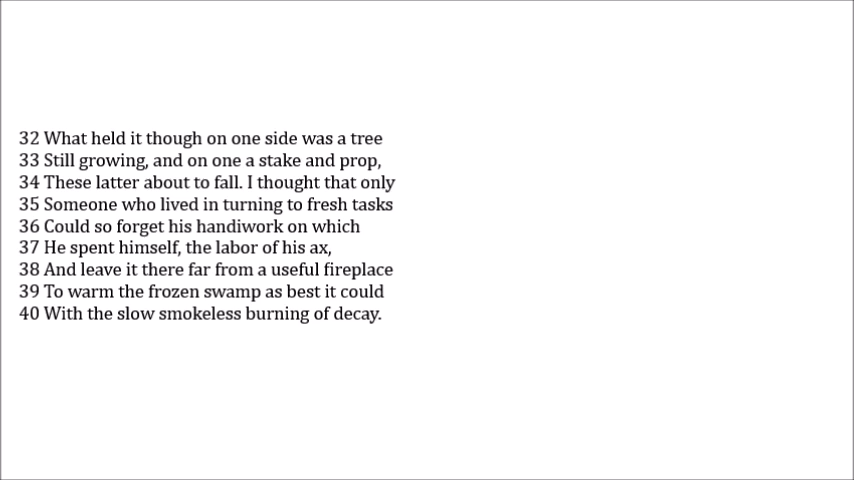 32 What held it though on one side was a tree
33 Still growing, and on one a stake and prop,
34 These latter about to fall. I thought that only
35 Someone who lived in turning to fresh tasks
36 Could so forget his handiwork on which
37 He spent himself, the labor of his ax,
38 And leave it there far from a useful fireplace
39 To warm the frozen swamp as best it could
40 With the slow smokeless burning of decay.